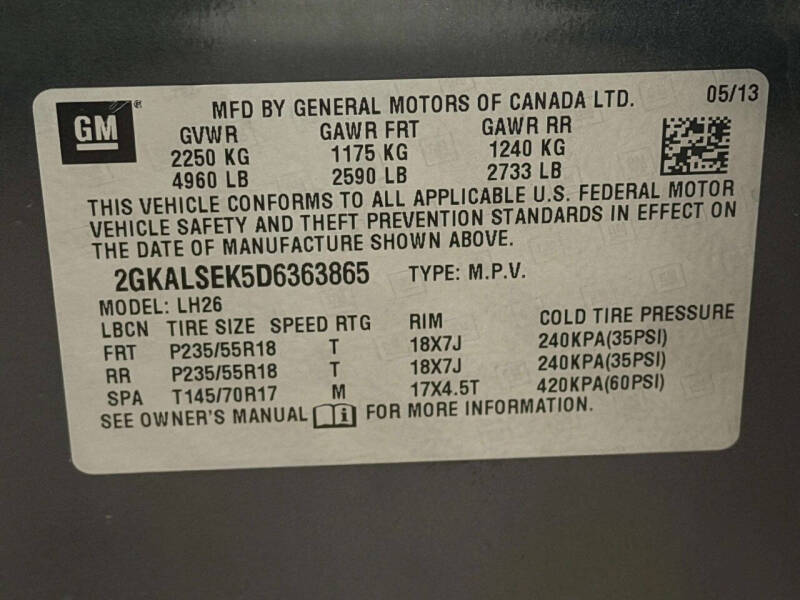 GM
MFD BY GENERAL MOTORS OF CANADA LTD. 05/13
GVWR GAWR FRT GAWR RR
2250 KG 1175 KG 1240 KG
4960 LB 2590 LB 2733 LB
THIS VEHICLE CONFORMS TO ALL APPLICABLE U.S. FEDERAL MOTOR
VEHICLE SAFETY AND THEFT PREVENTION STANDARDS IN EFFECT ON
THE DATE OF MANUFACTURE SHOWN ABOVE.
2GKALSEK5D6363865 TYPE: M.P.V.
MODEL: LH26
LBCN TIRE SIZE SPEED RTG RIM COLD TIRE PRESSURE
FRT P235/55R18 T 18X7J 240KPA(35PSI)
RR P235/55R18 T 18X7J 240KPA(35PSI)
SPA T145/70R17 M 17X4.5T 420KPA(60PSI)
SEE OWNER'S MANUAL i FOR MORE INFORMATION.